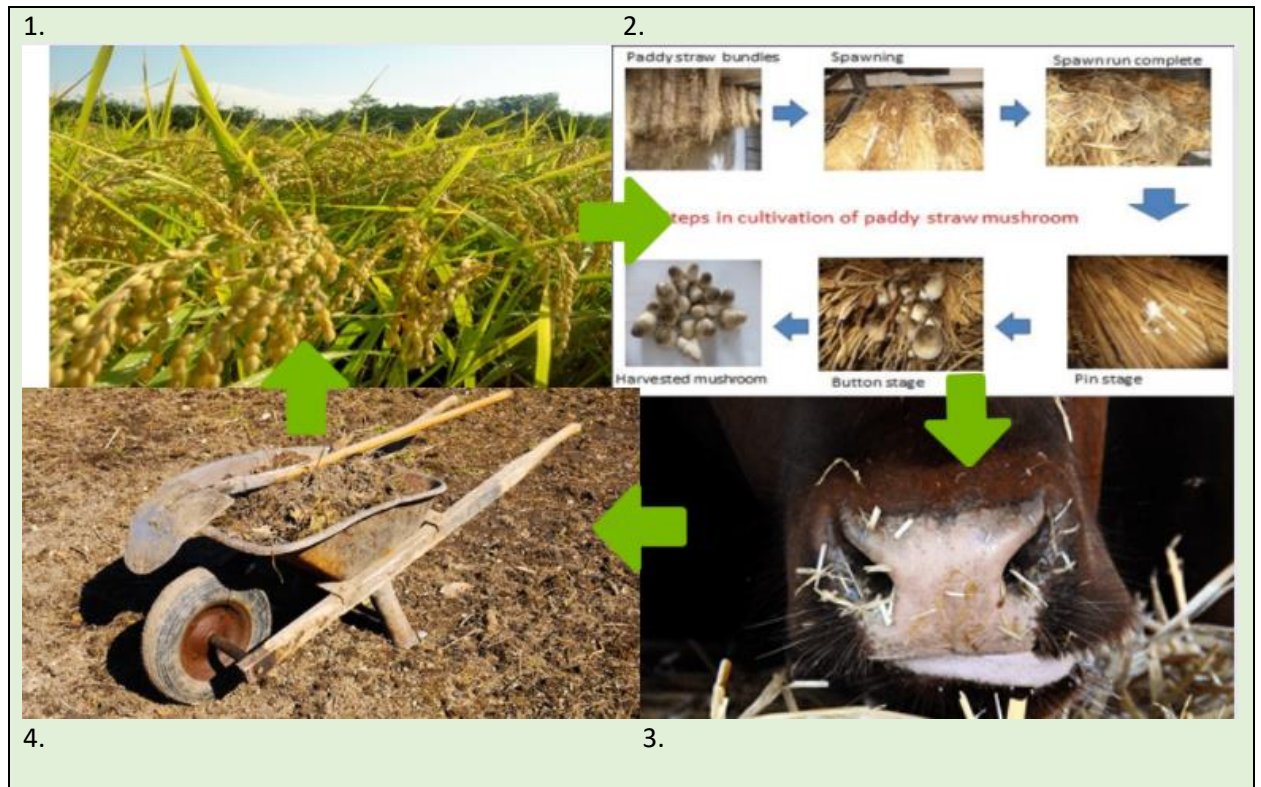 1.
2.
Paddy straw bundles
Spawning
Spawn run complete
teps in cultivation of paddy straw mushroom
Harvested mushroom
Button stage
Pin stage
4.
3.